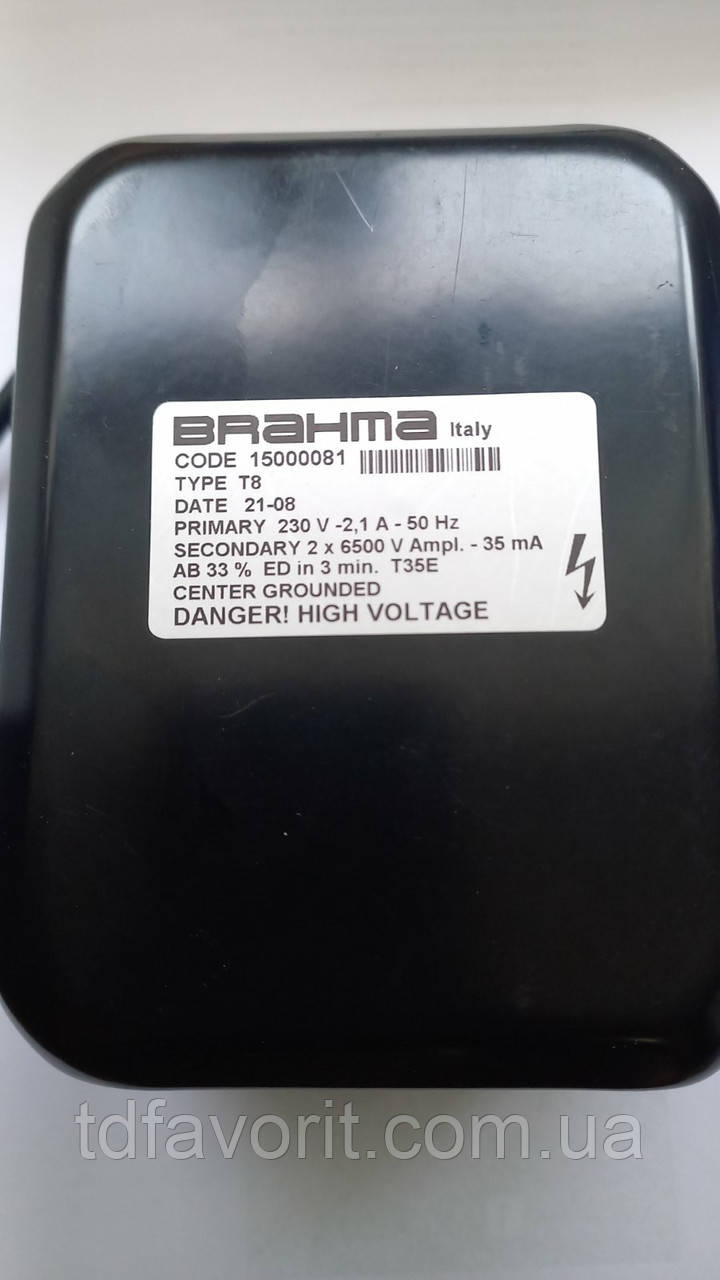 BRAHMA Italy
CODE 15000081
TYPE T8
DATE 21-08
PRIMARY 230 V -2,1 A - 50 Hz
SECONDARY 2 x 6500 V Ampl. - 35 mA
AB 33 % ED in 3 min. T35E
CENTER GROUNDED
DANGER! HIGH VOLTAGE
tdfavorit.com.ua